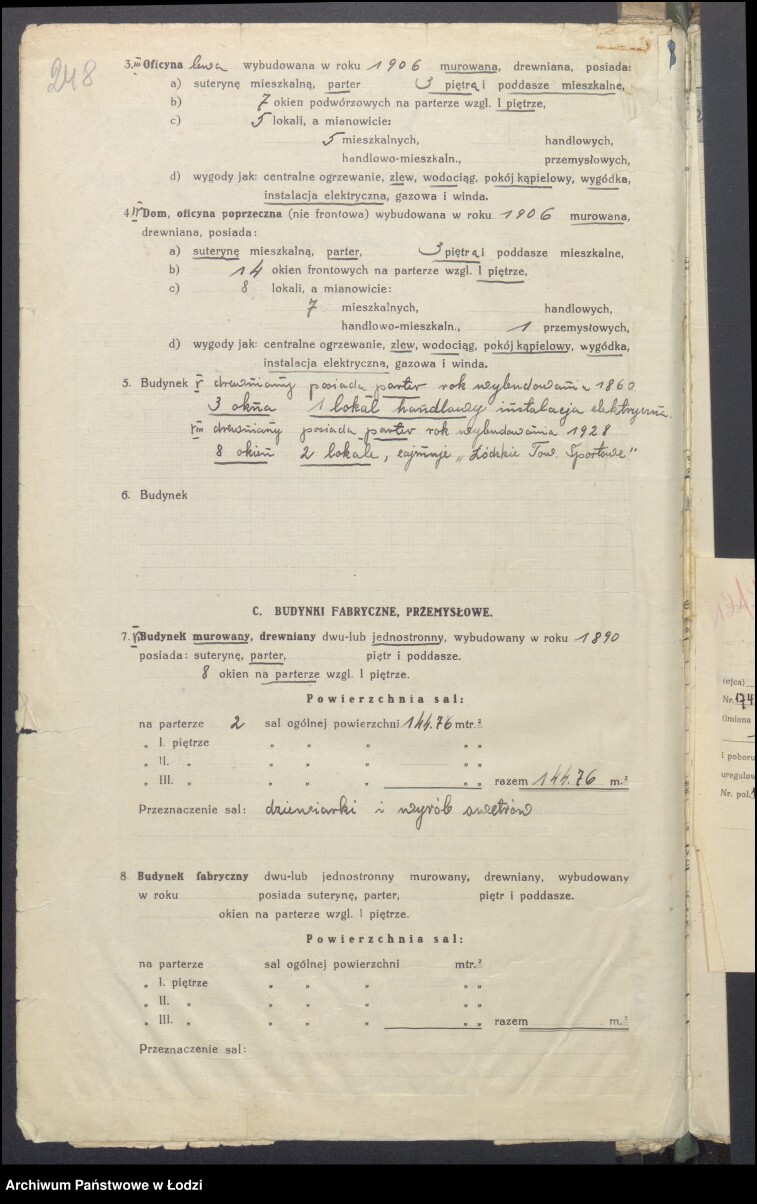 248
3. III Oficyna lewa wybudowana w roku 1906 murowana, drewniana, posiada:
a) suterynę mieszkalną, parter 3 piętra i poddasze mieszkalne,
b) 7 okien podwórzowych na parterze wzgl. I piętrze,
c) 5 lokali, a mianowicie:
5 mieszkalnych, handlowych,
handlowo-mieszkaln., przemysłowych,
d) wygody jak: centralne ogrzewanie, zlew, wodociąg, pokój kąpielowy, wygódka,
instalacja elektryczna, gazowa i winda.
4. IV Dom, oficyna poprzeczna (nie frontowa) wybudowana w roku 1906 murowana,
drewniana, posiada:
a) suterynę mieszkalną, parter, 3 piętra i poddasze mieszkalne,
b) 14 okien frontowych na parterze wzgl. I piętrze,
c) 8 lokali, a mianowicie:
7 mieszkalnych, handlowych,
handlowo-mieszkaln., 1 przemysłowych,
d) wygody jak: centralne ogrzewanie, zlew, wodociąg, pokój kąpielowy, wygódka,
instalacja elektryczna, gazowa i winda.
5. Budynek V drewniany posiada parter rok wybudowania 1860
3 okna 1 lokal handlowy instalacja elektryczna
VIII drewniany posiada parter rok wybudowania 1928
8 okien 2 lokale, zajmuje „Łódzkie Tow. Sportowe"
6. Budynek
C. BUDYNKI FABRYCZNE, PRZEMYSŁOWE.
7. Budynek murowany, drewniany dwu-lub jednostronny, wybudowany w roku 1890
posiada: suterynę, parter, piętr i poddasze.
8 okien na parterze wzgl. I piętrze.
Powierzchnia sal:
na parterze 2 sal ogólnej powierzchni 144.76 mtr.²
„ I. piętrze „ „ „ „ „
„ II. „ „ „ „ „ „
„ III. „ „ „ „ „ „ razem 144.76 m.²
Przeznaczenie sal: dziewiarki i wyrób swetrów
8 Budynek fabryczny dwu-lub jednostronny murowany, drewniany, wybudowany
w roku posiada suterynę, parter, piętr i poddasze.
okien na parterze wzgl. I piętrze.
Powierzchnia sal:
na parterze sal ogólnej powierzchni mtr.²
„ I. piętrze „ „ „ „ „
„ II. „ „ „ „ „ „
„ III. „ „ „ „ „ „ razem m.²
Przeznaczenie sal:
(ojca)
Nr. 174
Imiona
i poboru
uregulow
Nr. pol.
Archiwum Państwowe w Łodzi